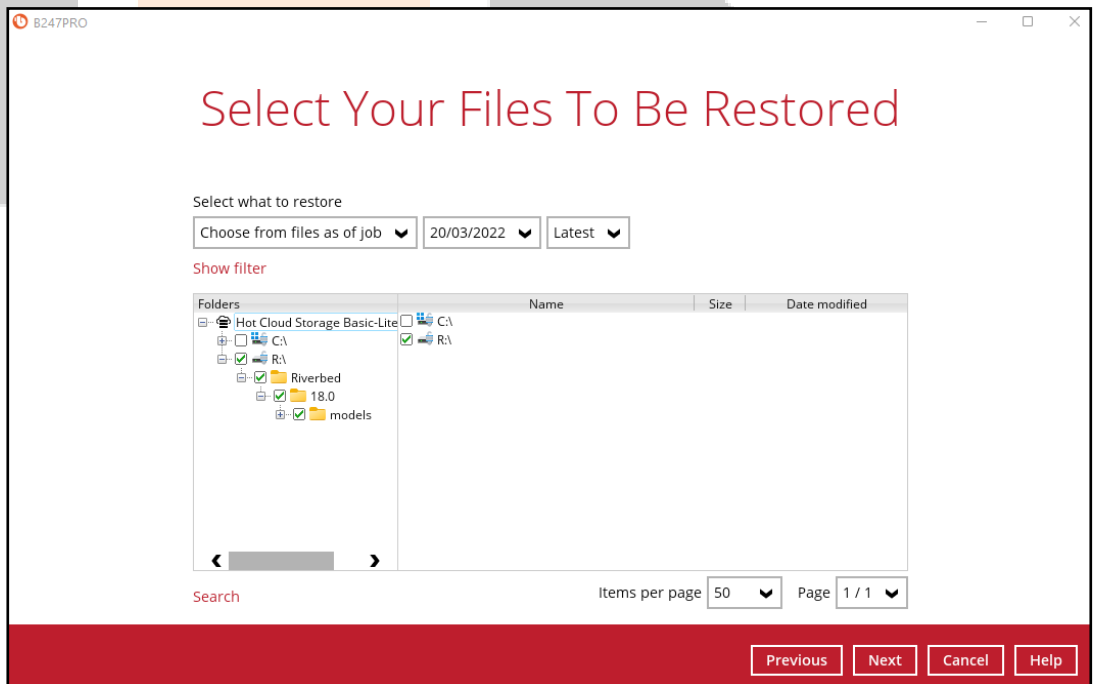 B247PRO
Select Your Files To Be Restored
Select what to restore
Choose from files as of job 20/03/2022 Latest
Show filter
Folders Name Size Date modified
Hot Cloud Storage Basic-Lite C:\
C:\ R:\
R:\
Riverbed
18.0
models
Search Items per page 50 Page 1 / 1
Previous Next Cancel Help